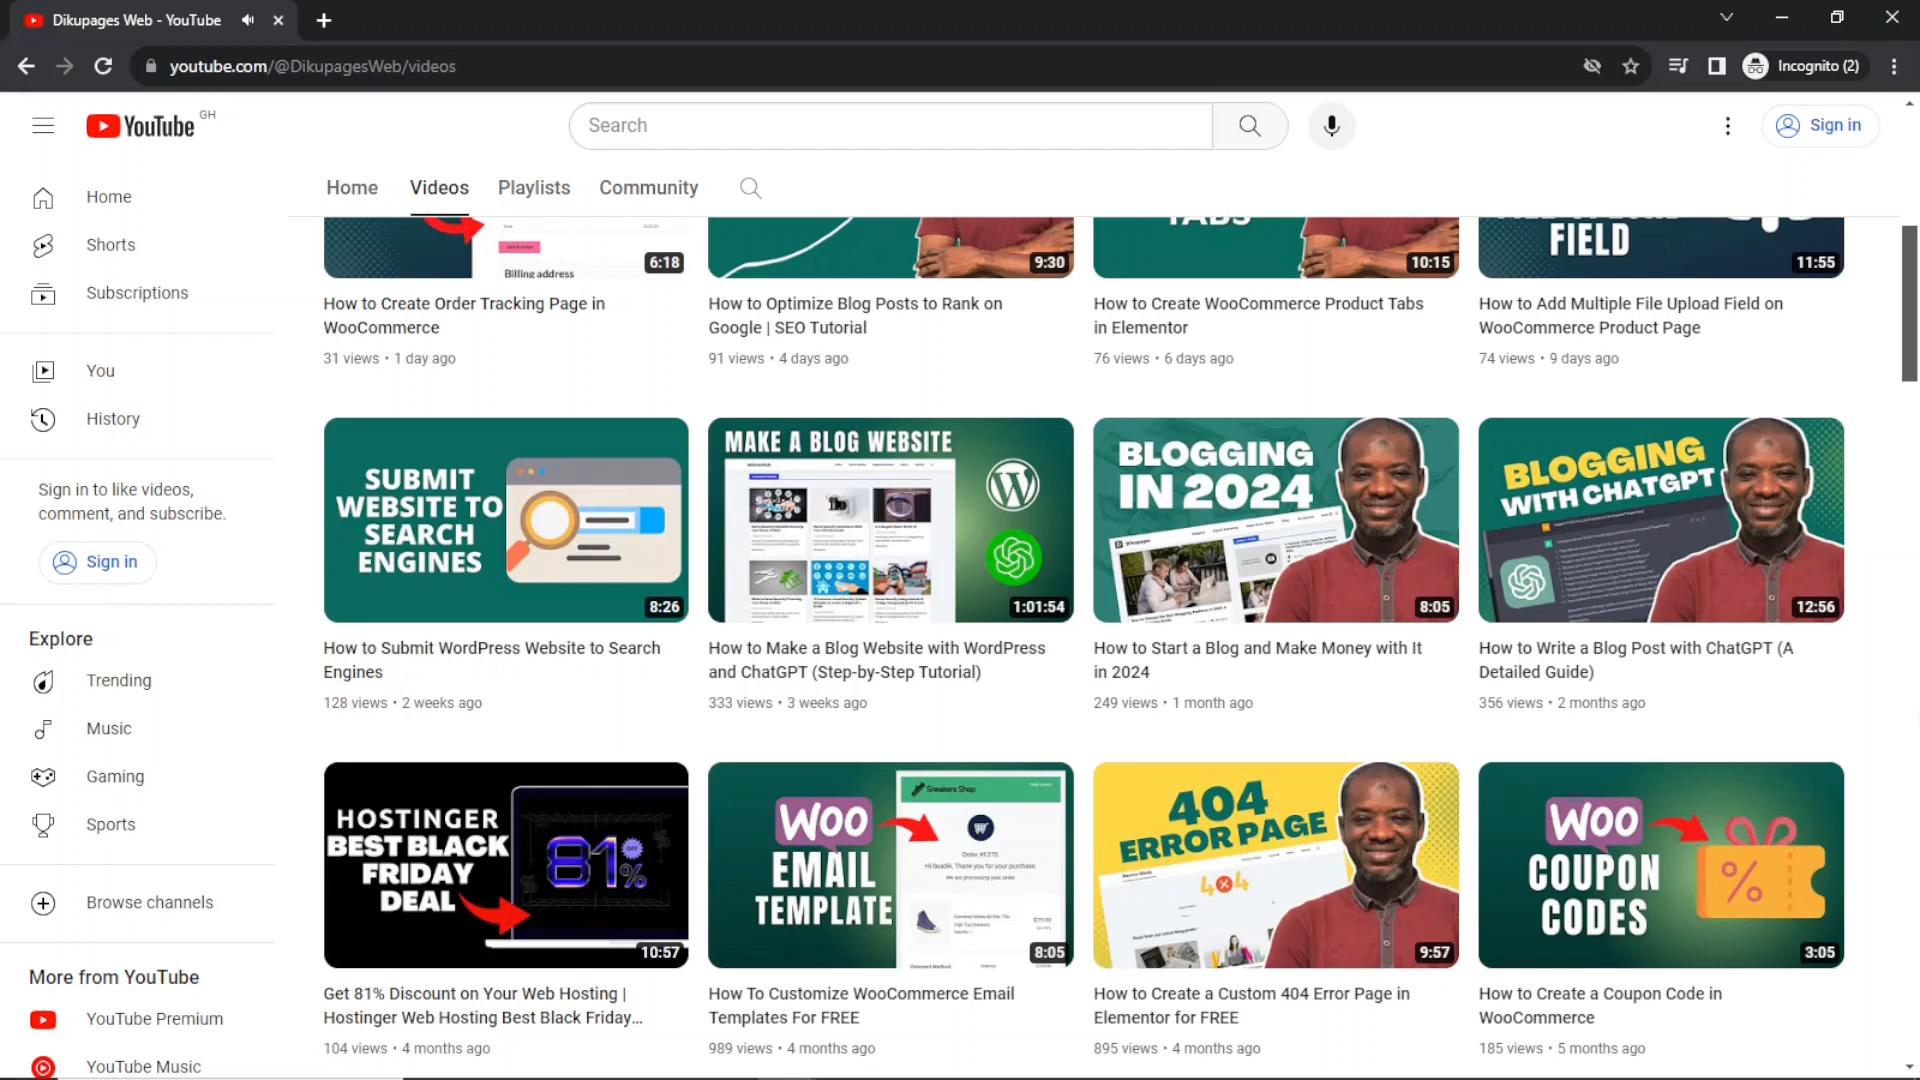 Dikupages Web - YouTube
youtube.com/@DikupagesWeb/videos
Incognito (2)
YouTube GH
Search
Sign in
Home
Videos
Playlists
Community
Home
Shorts
Subscriptions
You
History
Sign in to like videos,
comment, and subscribe.
Sign in
Explore
Trending
Music
Gaming
Sports
Browse channels
More from YouTube
YouTube Premium
YouTube Music
Billing address
6:18
How to Create Order Tracking Page in
WooCommerce
31 views • 1 day ago
9:30
How to Optimize Blog Posts to Rank on
Google | SEO Tutorial
91 views • 4 days ago
TABS
10:15
How to Create WooCommerce Product Tabs
in Elementor
76 views • 6 days ago
FIELD
11:55
How to Add Multiple File Upload Field on
WooCommerce Product Page
74 views • 9 days ago
SUBMIT
WEBSITE TO
SEARCH
ENGINES
8:26
How to Submit WordPress Website to Search
Engines
128 views • 2 weeks ago
MAKE A BLOG WEBSITE
1:01:54
How to Make a Blog Website with WordPress
and ChatGPT (Step-by-Step Tutorial)
333 views • 3 weeks ago
BLOGGING
IN 2024
8:05
How to Start a Blog and Make Money with It
in 2024
249 views • 1 month ago
BLOGGING
WITH CHATGPT
12:56
How to Write a Blog Post with ChatGPT (A
Detailed Guide)
356 views • 2 months ago
HOSTINGER
BEST BLACK
FRIDAY
DEAL
81%
OFF
10:57
Get 81% Discount on Your Web Hosting |
Hostinger Web Hosting Best Black Friday...
104 views • 4 months ago
WOO
EMAIL
TEMPLATE
Sneakers Shop
8:05
How To Customize WooCommerce Email
Templates For FREE
989 views • 4 months ago
404
ERROR PAGE
9:57
How to Create a Custom 404 Error Page in
Elementor for FREE
895 views • 4 months ago
WOO
COUPON
CODES
%
3:05
How to Create a Coupon Code in
WooCommerce
185 views • 5 months ago